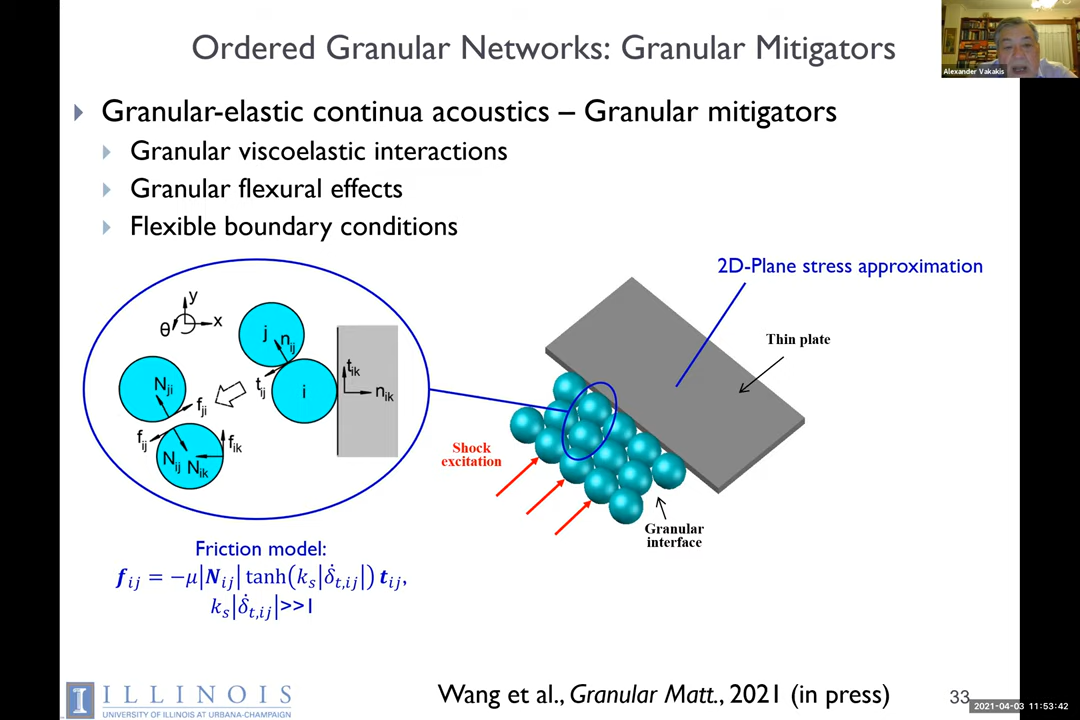 Ordered Granular Networks: Granular Mitigators
Alexander Vakakis
Granular-elastic continua acoustics – Granular mitigators
Granular viscoelastic interactions
Granular flexural effects
Flexible boundary conditions
2D-Plane stress approximation
Thin plate
y
x
θ
j
n_ij
t_ij
i
t_ik
n_ik
N_ji
f_ji
f_ij
f_ik
N_ij
N_ik
Shock
excitation
Granular
interface
Friction model:
f_ij = −μ|N_ij| tanh(k_s|δ̇_t,ij|) t_ij,
k_s|δ̇_t,ij|>>1
I ILLINOIS
UNIVERSITY OF ILLINOIS AT URBANA-CHAMPAIGN
Wang et al., Granular Matt., 2021 (in press)
33
2021-04-03 11:53:42